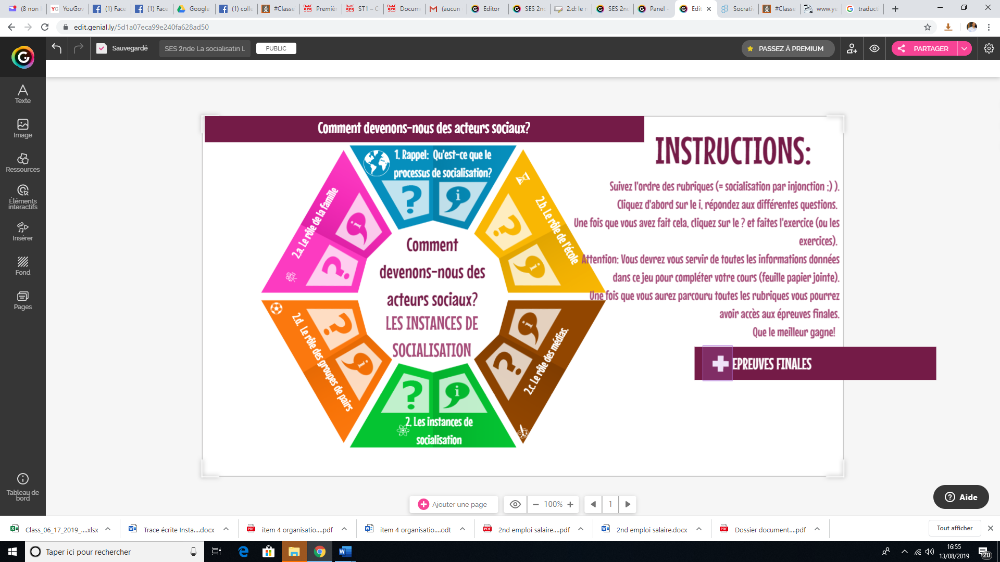 (8 non l
YouGov
(1) Face
(1) Face
Google
(1) colle
#Classe
Premièr
ST1 – C
Docum
(aucun
Editor
SES 2nc
2.d: le r
SES 2nc
Panel -
Edit
Socrativ
#Classe
www.ye
traducti
edit.genial.ly/5d1a07eca99e240fa628ad50
Sauvegardé
SES 2nde La socialisatin L
PUBLIC
PASSEZ À PREMIUM
PARTAGER
Texte
Image
Ressources
Éléments
interactifs
Insérer
Fond
Pages
Tableau de
bord
Comment devenons-nous des acteurs sociaux?
1. Rappel: Qu'est-ce que le
processus de socialisation?
2.a. Le rôle de la famille
2.b. Le rôle de l'école
Comment
devenons-nous des
acteurs sociaux?
LES INSTANCES DE
SOCIALISATION
2.d. Le rôle des groupes de pairs
2.c. Le rôle des médias.
2. Les instances de
socialisation
INSTRUCTIONS:
Suivez l'ordre des rubriques (= socialisation par injonction ;) ).
Cliquez d'abord sur le i, répondez aux différentes questions.
Une fois que vous avez fait cela, cliquez sur le ? et faites l'exercice (ou les
exercices).
Attention: Vous devrez vous servir de toutes les informations données
dans ce jeu pour compléter votre cours (feuille papier jointe).
Une fois que vous aurez parcouru toutes les rubriques vous pourrez
avoir accès aux épreuves finales.
Que le meilleur gagne!
EPREUVES FINALES
Ajouter une page
100%
1
Aide
Class_06_17_2019_....xlsx
Trace écrite Insta....docx
item 4 organisatio....pdf
item 4 organisatio....odt
2nd emploi salaire....pdf
2nd emploi salaire.docx
Dossier document....pdf
Tout afficher
Taper ici pour rechercher
16:55
13/08/2019
20